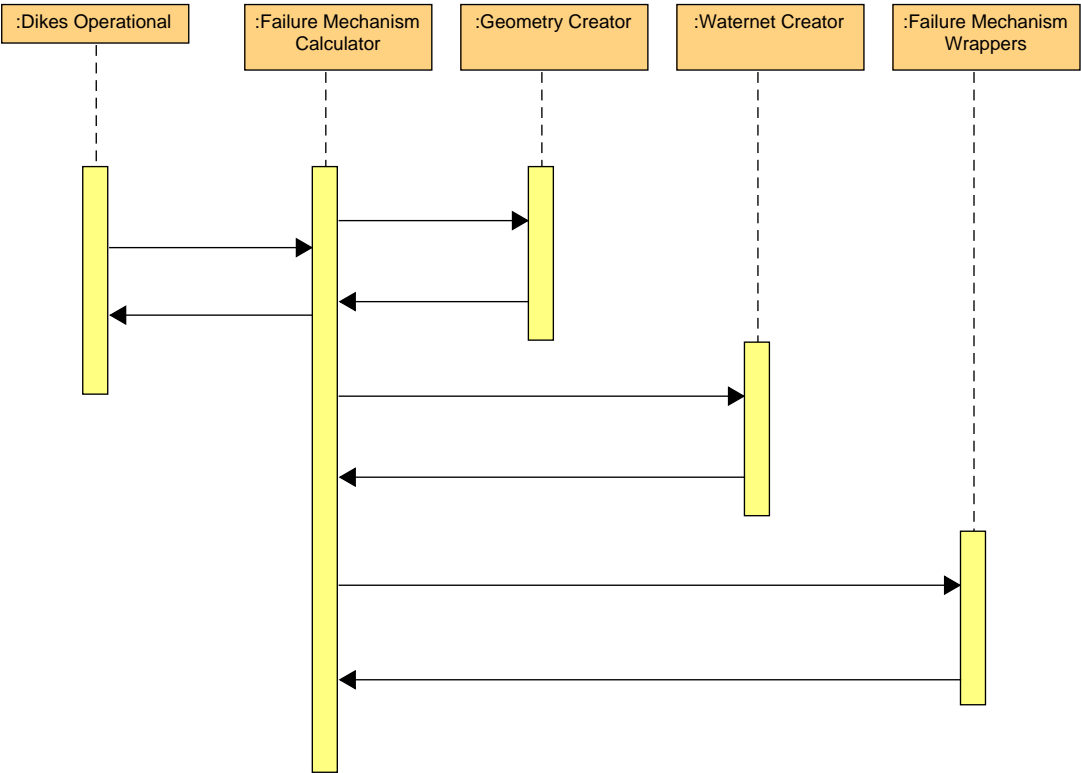 :Dikes Operational
:Failure Mechanism
Calculator
:Geometry Creator
:Waternet Creator
:Failure Mechanism
Wrappers